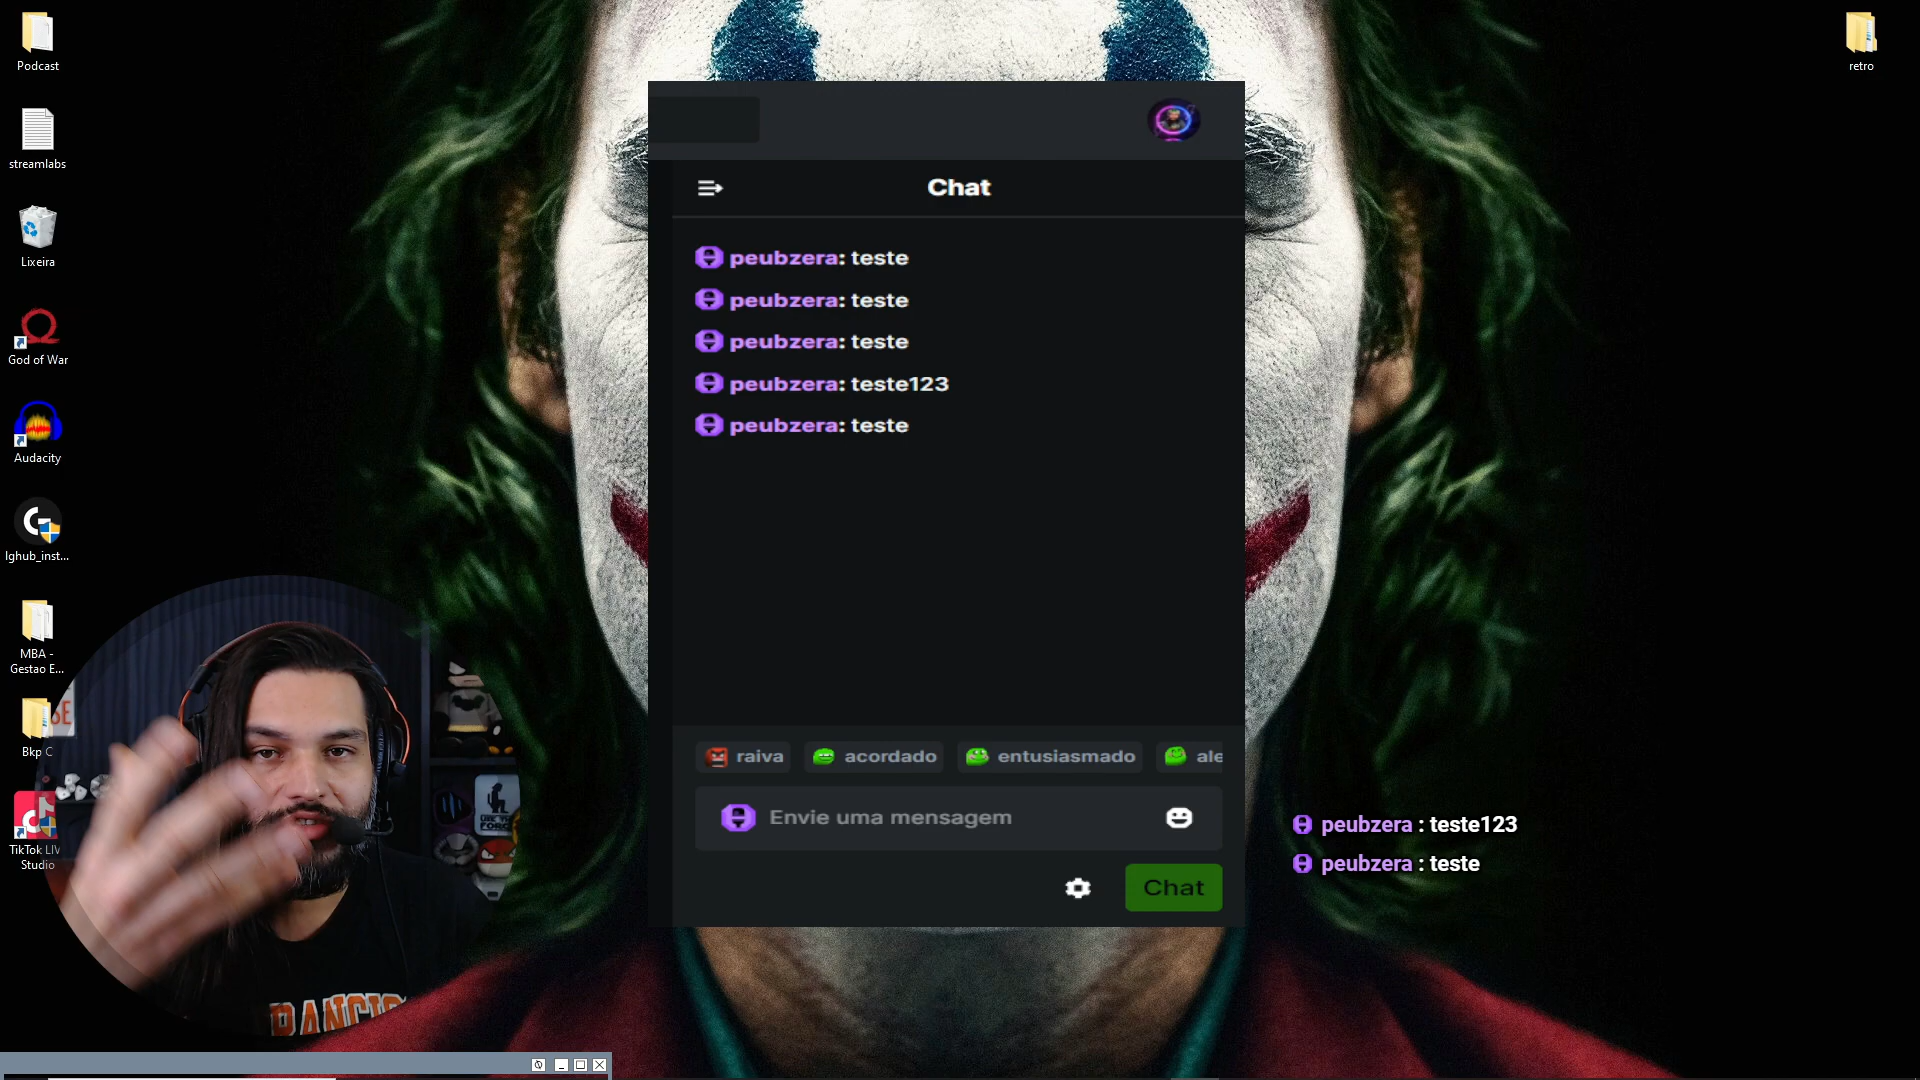 Podcast
streamlabs
Lixeira
God of War
Audacity
lghub_inst...
MBA -
Gestao E...
Bkp C
TikTok LIV
Studio
retro
Chat
peubzera: teste
peubzera: teste
peubzera: teste
peubzera: teste123
peubzera: teste
raiva
acordado
entusiasmado
ale
Envie uma mensagem
Chat
peubzera : teste123
peubzera : teste